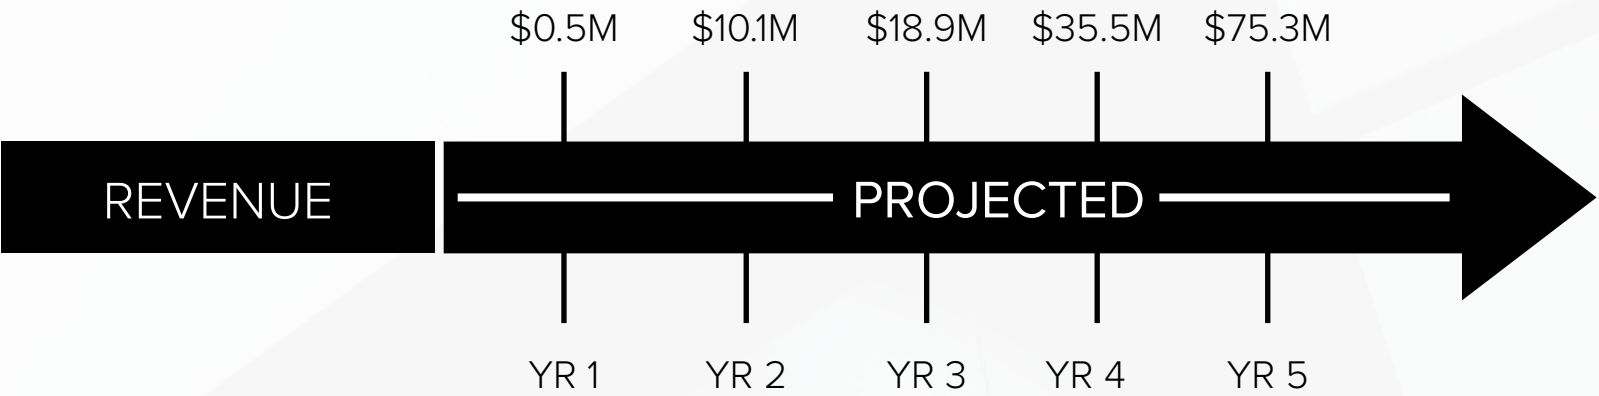 $0.5M $10.1M $18.9M $35.5M $75.3M
REVENUE PROJECTED
YR 1 YR 2 YR 3 YR 4 YR 5